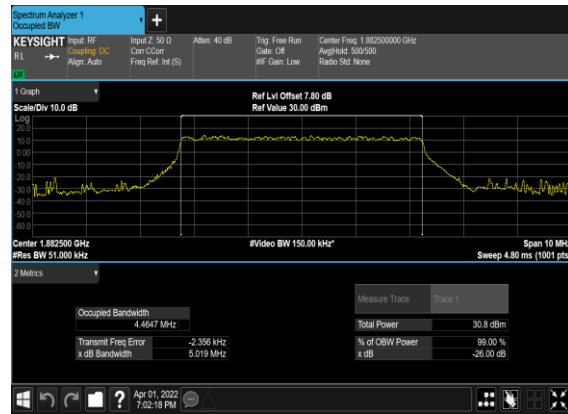 Spectrum Analyzer 1
Occupied BW
+
KEYSIGHT Input: RF Input Z: 50 Ω Atten: 40 dB Trig: Free Run Center Freq: 1.882500000 GHz
RL Coupling: DC Corr CCorr Gate: Off Avg|Hold: 500/500
Align: Auto Freq Ref: Int (S) #IF Gain: Low Radio Std: None
1 Graph
Ref Lvl Offset 7.80 dB
Scale/Div 10.0 dB Ref Value 30.00 dBm
Log
20.0
10.0
0.00
-10.0
-20.0
-30.0
-40.0
-50.0
-60.0
Center 1.882500 GHz #Video BW 150.00 kHz* Span 10 MHz
#Res BW 51.000 kHz Sweep 4.80 ms (1001 pts)
2 Metrics
Measure Trace Trace 1
Occupied Bandwidth
4.4647 MHz Total Power 30.8 dBm
Transmit Freq Error -2.356 kHz % of OBW Power 99.00 %
x dB Bandwidth 5.019 MHz x dB -26.00 dB
? Apr 01, 2022
7:02:18 PM